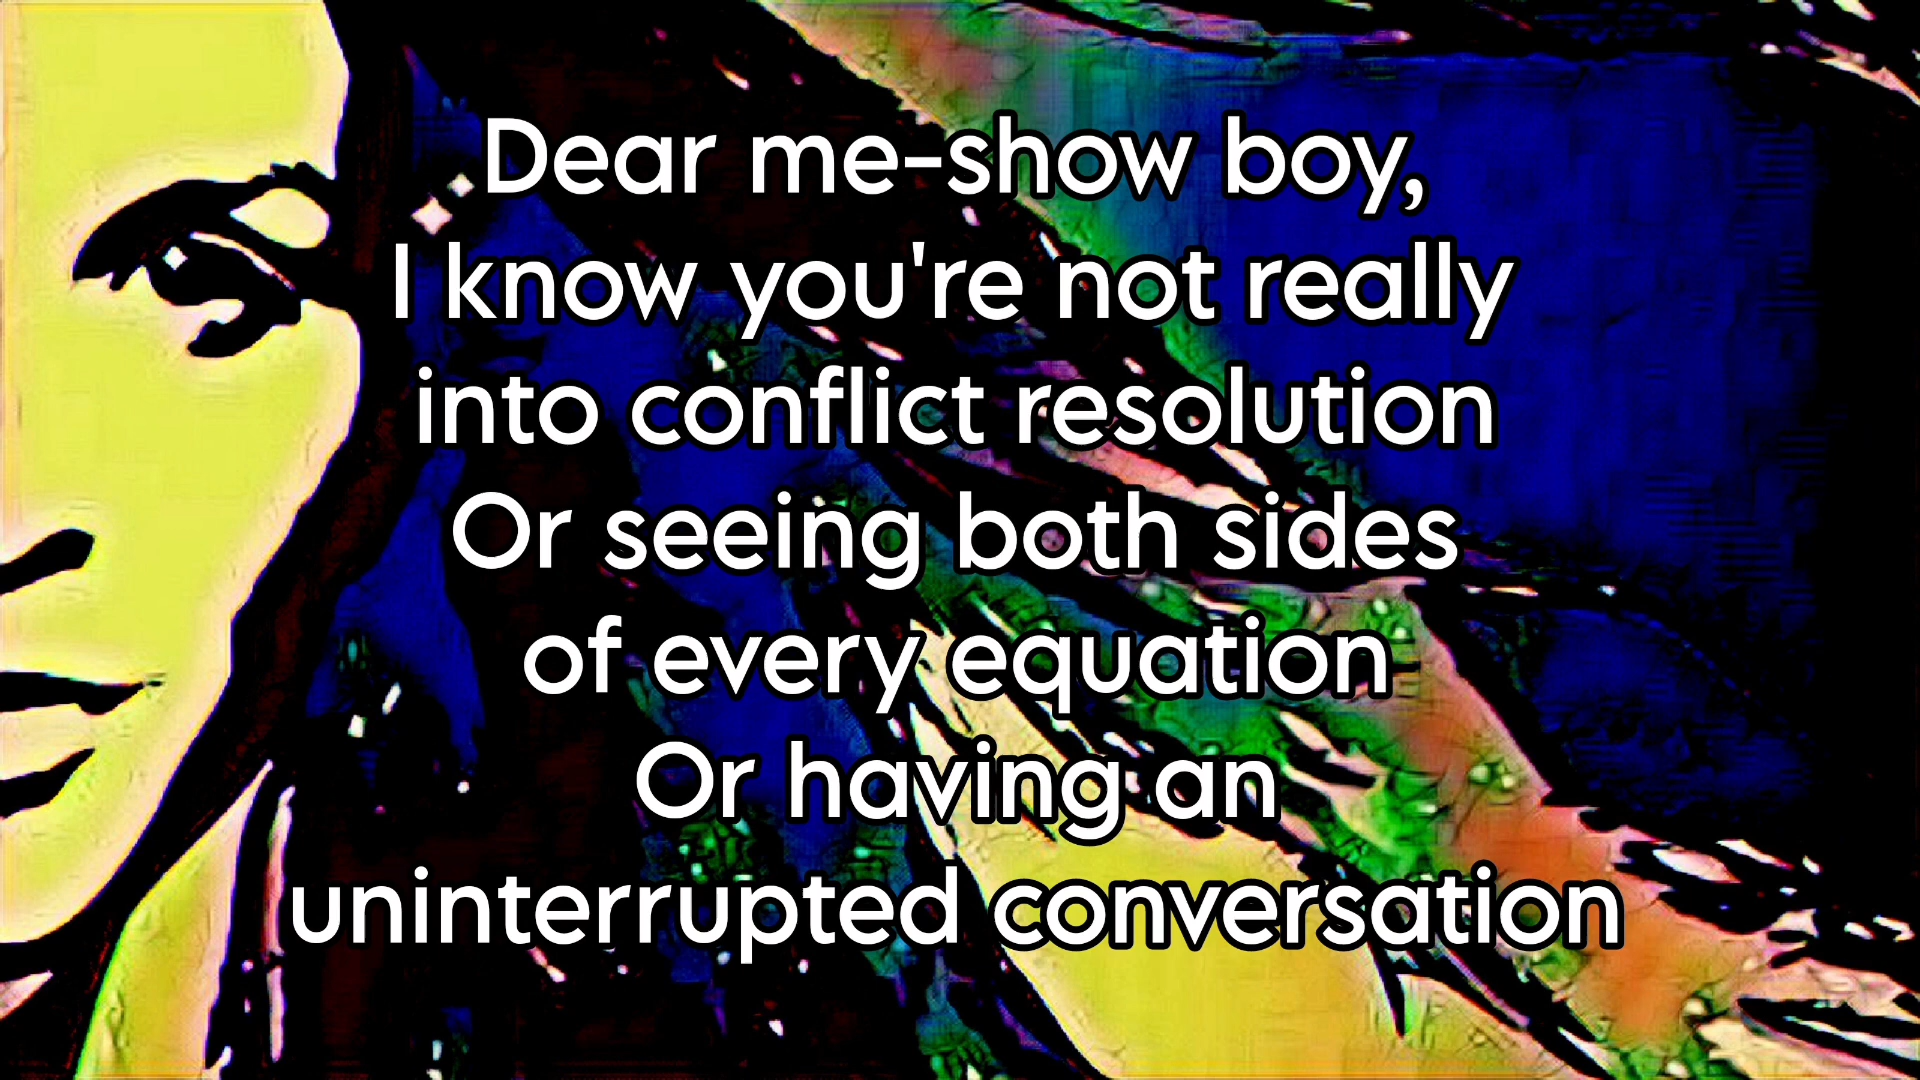 Dear me-show boy,
I know you're not really
into conflict resolution
Or seeing both sides
of every equation
Or having an
uninterrupted conversation